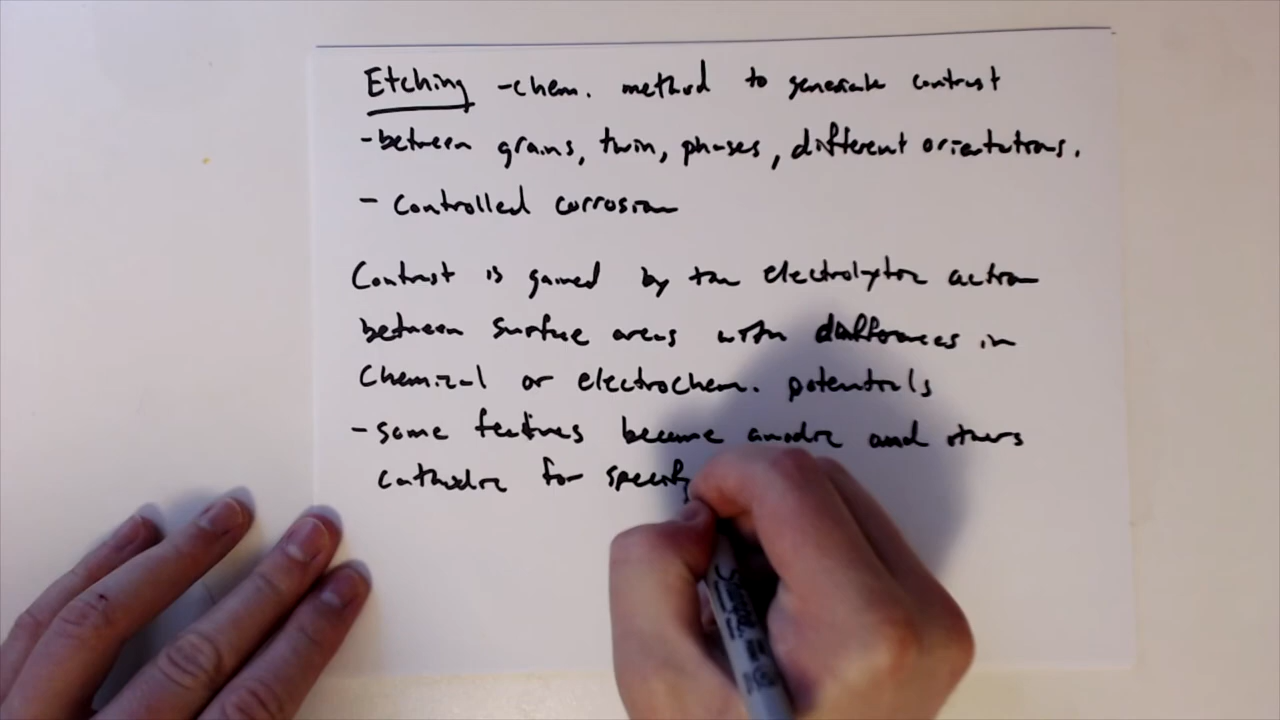 Etching - chem. method to generate contrast
- between grains, twin, phases, different orientations.
- Controlled corrosion
Contrast is gained by the electrolytic action
between surface areas with differences in
Chemical or electrochem. potentials
- some features become anodic and others
cathodic for specif
Sharpie